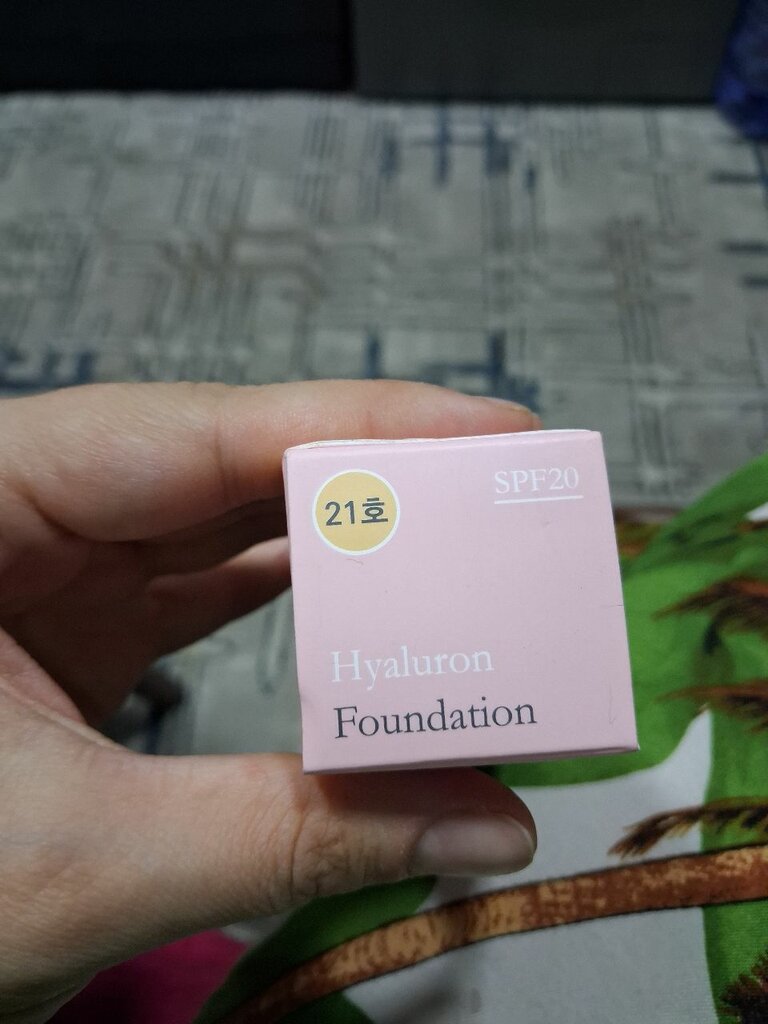 21호
SPF20
Hyaluron
Foundation